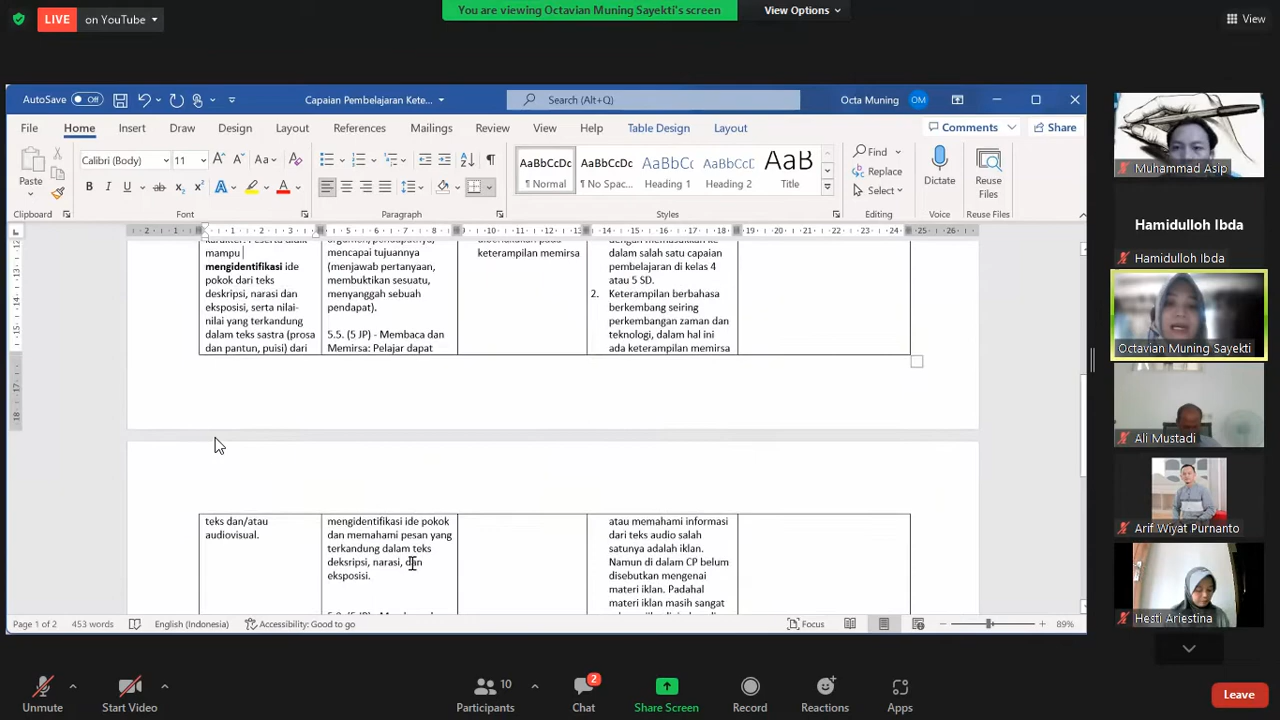 LIVE
on YouTube
You are viewing Octavian Muning Sayekti's screen
View Options
View
AutoSave
Off
Capaian Pembelajaran Kete...
Search (Alt+Q)
Octa Muning
OM
File
Home
Insert
Draw
Design
Layout
References
Mailings
Review
View
Help
Table Design
Layout
Comments
Share
Paste
Clipboard
Calibri (Body)
11
Font
Paragraph
AaBbCcDc
¶ Normal
AaBbCcDc
¶ No Spac...
AaBbCc
Heading 1
AaBbCcD
Heading 2
AaB
Title
Styles
Find
Replace
Select
Editing
Dictate
Voice
Reuse
Files
Reuse Files
mampu
mengidentifikasi ide
pokok dari teks
deskripsi, narasi dan
eksposisi, serta nilai-
nilai yang terkandung
dalam teks sastra (prosa
dan pantun, puisi) dari
argumen, pendapatnya,
mencapai tujuannya
(menjawab pertanyaan,
membuktikan sesuatu,
menyanggah sebuah
pendapat).
5.5. (5 JP) - Membaca dan
Memirsa: Pelajar dapat
keterampilan memirsa
dengan memasukkan ke
dalam salah satu capaian
pembelajaran di kelas 4
atau 5 SD.
2. Keterampilan berbahasa
berkembang seiring
perkembangan zaman dan
teknologi, dalam hal ini
ada keterampilan memirsa
teks dan/atau
audiovisual.
mengidentifikasi ide pokok
dan memahami pesan yang
terkandung dalam teks
deksripsi, narasi, dan
eksposisi.
atau memahami informasi
dari teks audio salah
satunya adalah iklan.
Namun di dalam CP belum
disebutkan mengenai
materi iklan. Padahal
materi iklan masih sangat
Page 1 of 2
453 words
English (Indonesia)
Accessibility: Good to go
Focus
89%
Muhammad Asip
Hamidulloh Ibda
Hamidulloh Ibda
Octavian Muning Sayekti
Ali Mustadi
Arif Wiyat Purnanto
Hesti Ariestina
Unmute
Start Video
10
Participants
2
Chat
Share Screen
Record
Reactions
Apps
Leave